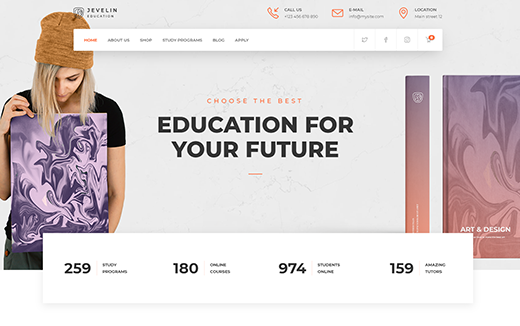 JEVELIN
EDUCATION
CALL US
+123 456.878.890
E-MAIL
info@mysite.com
LOCATION
Main street 12
HOME
ABOUT US
SHOP
STUDY PROGRAMS
BLOG
APPLY
CHOOSE THE BEST
EDUCATION FOR
YOUR FUTURE
ART & DESIGN
259
STUDY
PROGRAMS
180
ONLINE
COURSES
974
STUDENTS
ONLINE
159
AMAZING
TUTORS